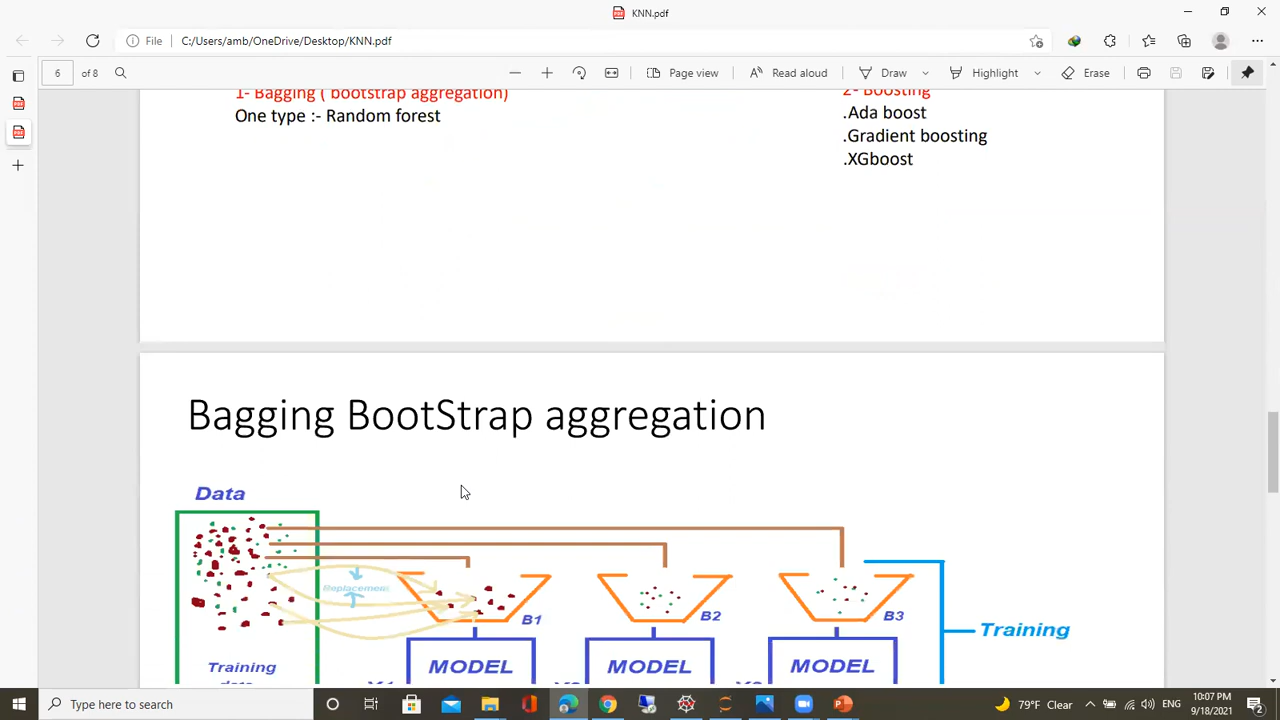 KNN.pdf
File C:/Users/amb/OneDrive/Desktop/KNN.pdf
6 of 8 Page view Read aloud Draw Highlight Erase
1- Bagging ( bootstrap aggregation)
One type :- Random forest
2- Boosting
.Ada boost
.Gradient boosting
.XGboost
Bagging BootStrap aggregation
Data
Replacement
B1
B2
B3
Training
MODEL
MODEL
MODEL
Training
Type here to search
79°F Clear
10:07 PM
9/18/2021
2